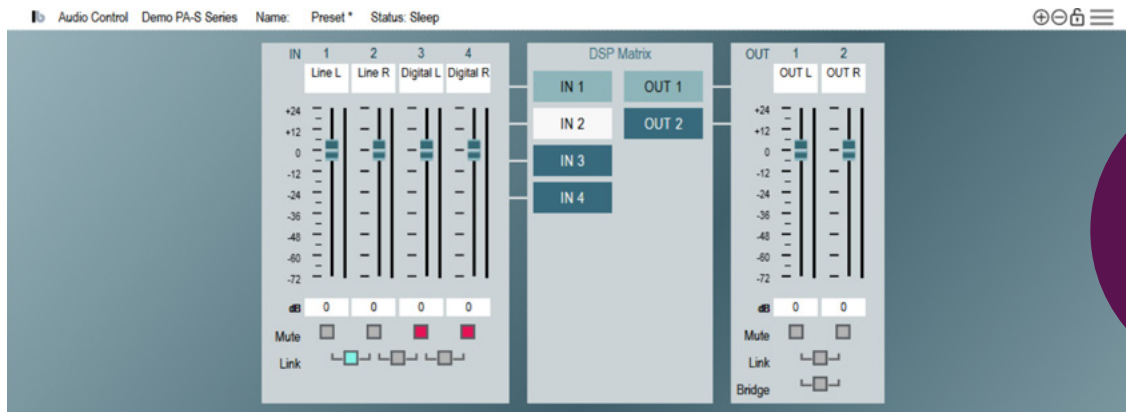 lb Audio Control Demo PA-S Series Name: Preset * Status: Sleep
IN 1 2 3 4
Line L Line R Digital L Digital R
+24
+12
0
-12
-24
-36
-48
-60
-72
dB 0 0 0 0
Mute
Link
DSP Matrix
IN 1 OUT 1
IN 2 OUT 2
IN 3
IN 4
OUT 1 2
OUT L OUT R
+24
+12
0
-12
-24
-36
-48
-60
-72
dB 0 0
Mute
Link
Bridge